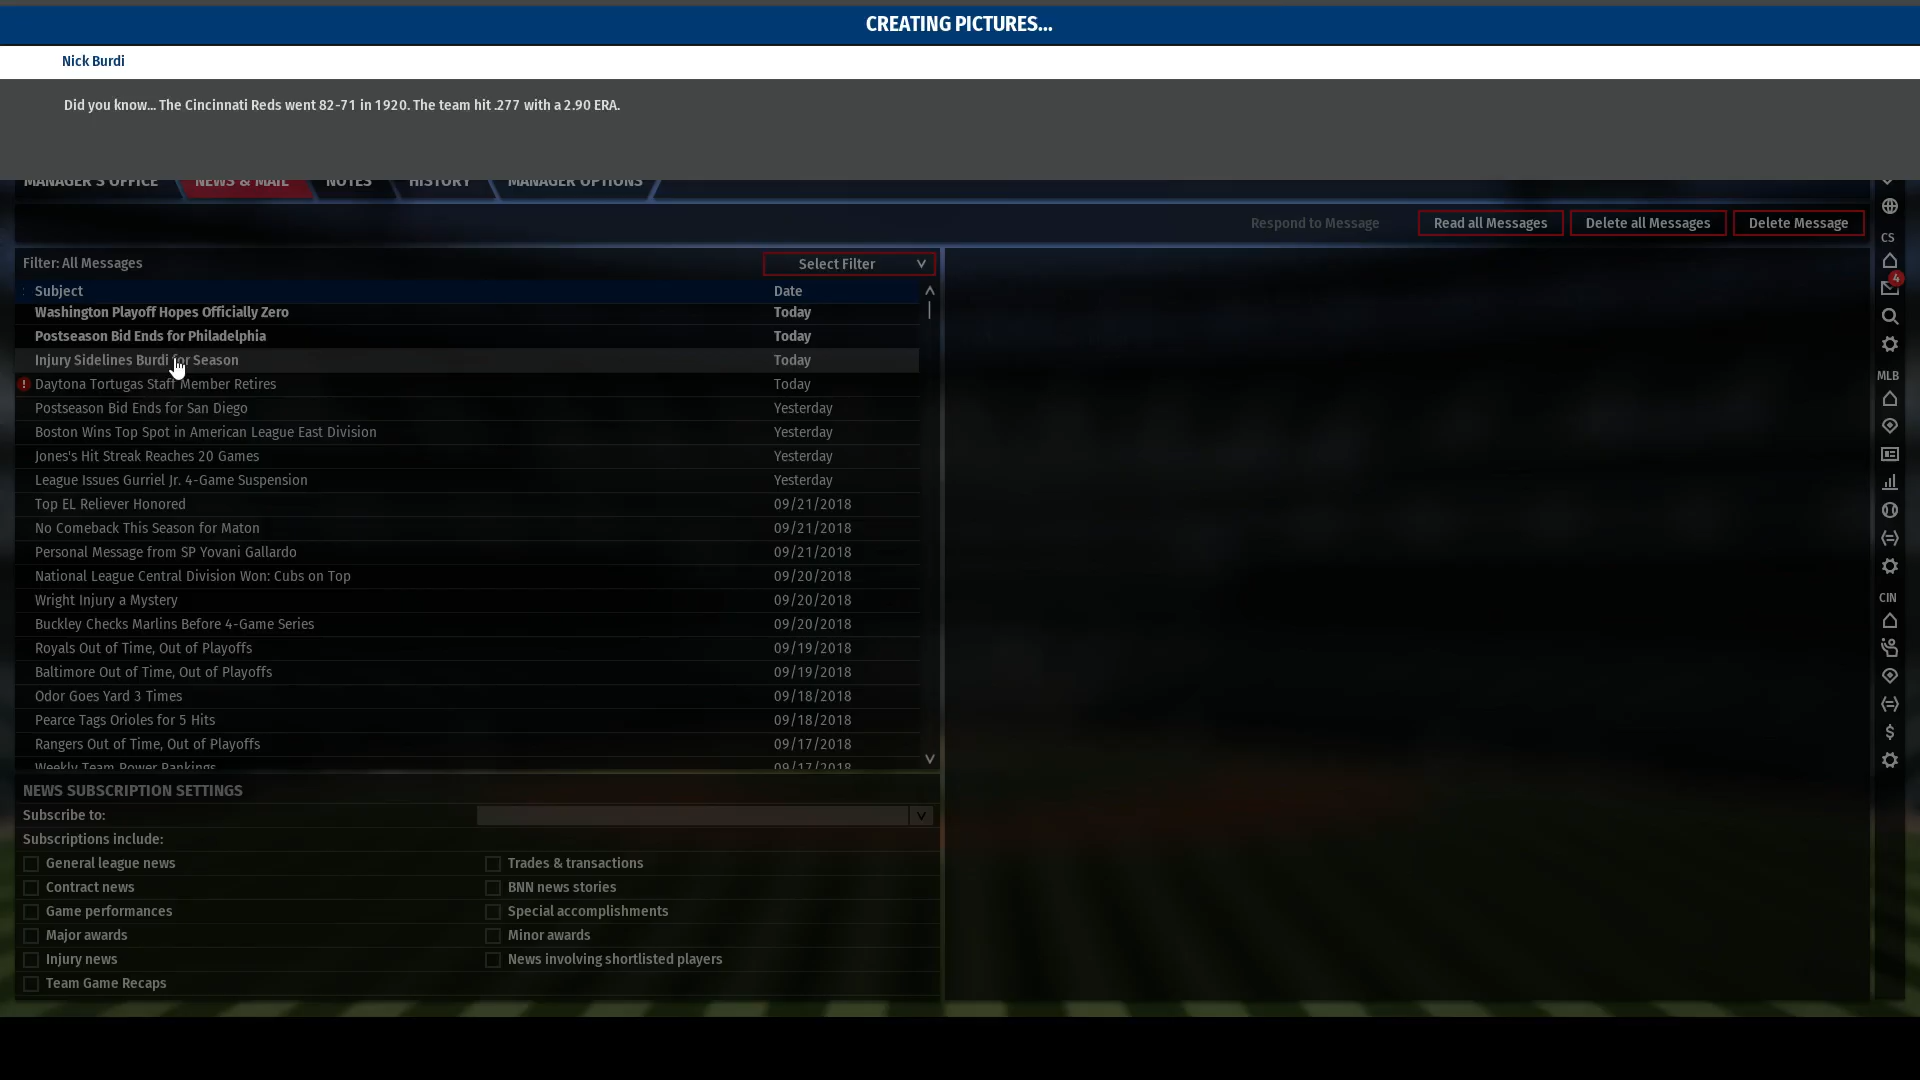 CREATING PICTURES...
Nick Burdi
Did you know... The Cincinnati Reds went 82-71 in 1920. The team hit .277 with a 2.90 ERA.
MANAGER'S OFFICE NEWS & MAIL NOTES HISTORY MANAGER OPTIONS
Respond to Message Read all Messages Delete all Messages Delete Message
Filter: All Messages Select Filter
Subject Date
Washington Playoff Hopes Officially Zero Today
Postseason Bid Ends for Philadelphia Today
Injury Sidelines Burdi for Season Today
Daytona Tortugas Staff Member Retires Today
Postseason Bid Ends for San Diego Yesterday
Boston Wins Top Spot in American League East Division Yesterday
Jones's Hit Streak Reaches 20 Games Yesterday
League Issues Gurriel Jr. 4-Game Suspension Yesterday
Top EL Reliever Honored 09/21/2018
No Comeback This Season for Maton 09/21/2018
Personal Message from SP Yovani Gallardo 09/21/2018
National League Central Division Won: Cubs on Top 09/20/2018
Wright Injury a Mystery 09/20/2018
Buckley Checks Marlins Before 4-Game Series 09/20/2018
Royals Out of Time, Out of Playoffs 09/19/2018
Baltimore Out of Time, Out of Playoffs 09/19/2018
Odor Goes Yard 3 Times 09/18/2018
Pearce Tags Orioles for 5 Hits 09/18/2018
Rangers Out of Time, Out of Playoffs 09/17/2018
Weekly Team Power Rankings 09/17/2018
NEWS SUBSCRIPTION SETTINGS
Subscribe to:
Subscriptions include:
General league news Trades & transactions
Contract news BNN news stories
Game performances Special accomplishments
Major awards Minor awards
Injury news News involving shortlisted players
Team Game Recaps
CS
4
MLB
CIN
$